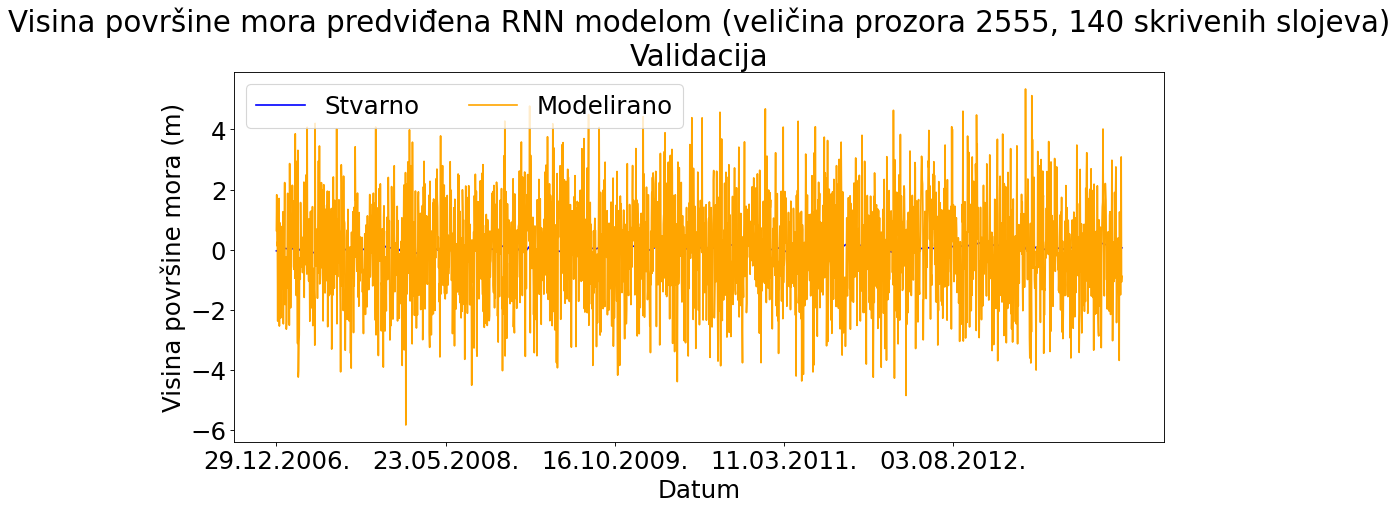 Visina površine mora predviđena RNN modelom (veličina prozora 2555, 140 skrivenih slojeva)
Validacija
Stvarno Modelirano
Visina površine mora (m)
4
2
0
−2
−4
−6
29.12.2006. 23.05.2008. 16.10.2009. 11.03.2011. 03.08.2012.
Datum